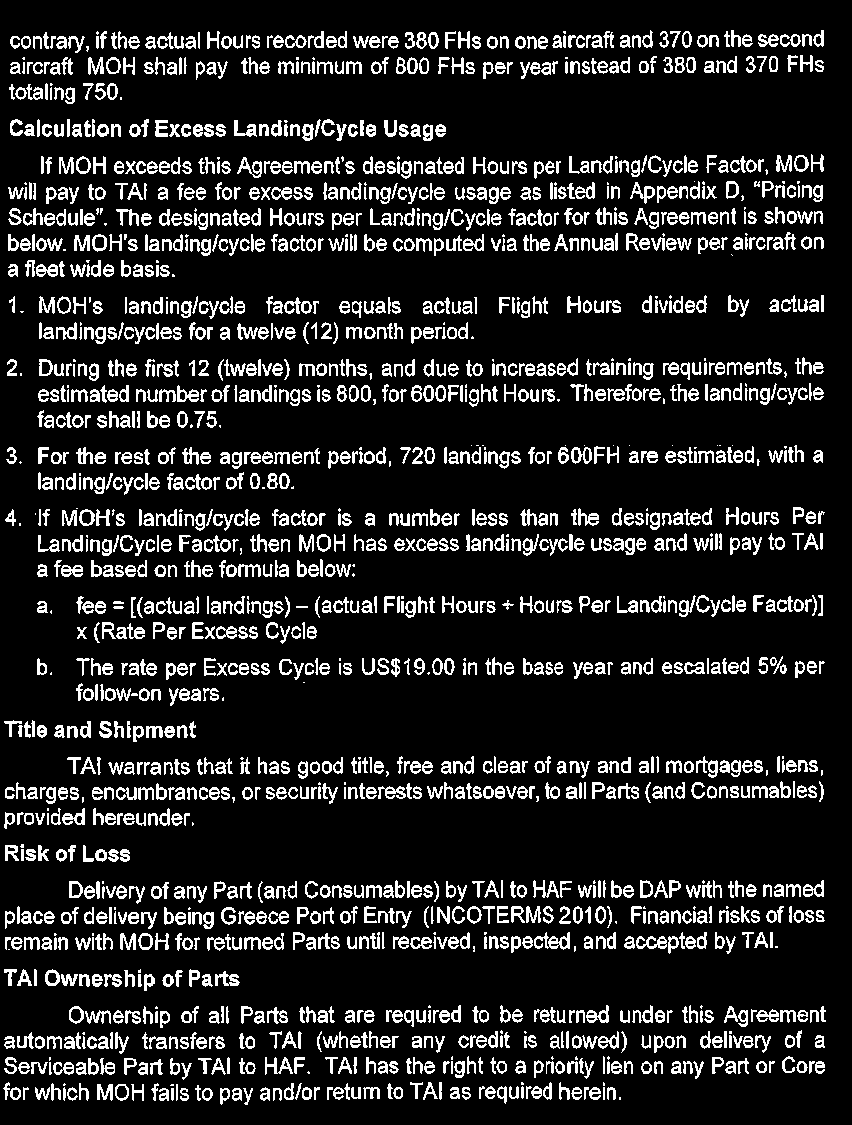 contrary, if the actual Hours recorded were 380 FHs on one aircraft and 370 on the second
aircraft MOH shall pay the minimum of 800 FHs per year instead of 380 and 370 FHs
totaling 750.
Calculation of Excess Landing/Cycle Usage
If MOH exceeds this Agreement's designated Hours per Landing/Cycle Factor, MOH
will pay to TAI a fee for excess landing/cycle usage as listed in Appendix D, "Pricing
Schedule". The designated Hours per Landing/Cycle factor for this Agreement is shown
below. MOH's landing/cycle factor will be computed via the Annual Review per aircraft on
a fleet wide basis.
1. MOH's landing/cycle factor equals actual Flight Hours divided by actual
landings/cycles for a twelve (12) month period.
2. During the first 12 (twelve) months, and due to increased training requirements, the
estimated number of landings is 800, for 600Flight Hours. Therefore, the landing/cycle
factor shall be 0.75.
3. For the rest of the agreement period, 720 landings for 600FH are estimated, with a
landing/cycle factor of 0.80.
4. If MOH's landing/cycle factor is a number less than the designated Hours Per
Landing/Cycle Factor, then MOH has excess landing/cycle usage and will pay to TAI
a fee based on the formula below:
a. fee = [(actual landings) – (actual Flight Hours ÷ Hours Per Landing/Cycle Factor)]
x (Rate Per Excess Cycle
b. The rate per Excess Cycle is US$19.00 in the base year and escalated 5% per
follow-on years.
Title and Shipment
TAI warrants that it has good title, free and clear of any and all mortgages, liens,
charges, encumbrances, or security interests whatsoever, to all Parts (and Consumables)
provided hereunder.
Risk of Loss
Delivery of any Part (and Consumables) by TAI to HAF will be DAP with the named
place of delivery being Greece Port of Entry (INCOTERMS 2010). Financial risks of loss
remain with MOH for returned Parts until received, inspected, and accepted by TAI.
TAI Ownership of Parts
Ownership of all Parts that are required to be returned under this Agreement
automatically transfers to TAI (whether any credit is allowed) upon delivery of a
Serviceable Part by TAI to HAF. TAI has the right to a priority lien on any Part or Core
for which MOH fails to pay and/or return to TAI as required herein.